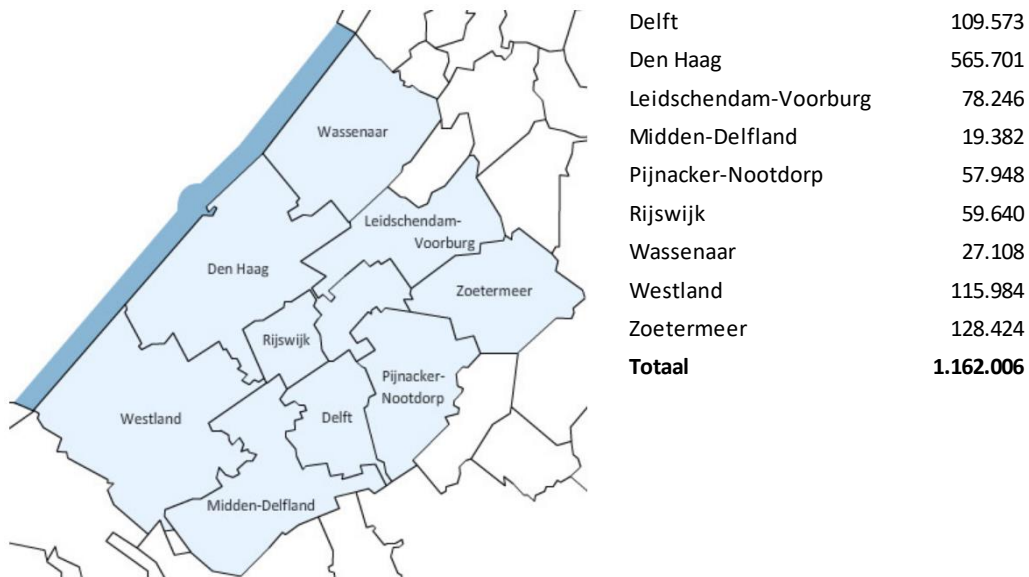 Wassenaar
Leidschendam-
Voorburg
Den Haag
Zoetermeer
Rijswijk
Pijnacker-
Nootdorp
Westland
Delft
Midden-Delfland
Delft 109.573
Den Haag 565.701
Leidschendam-Voorburg 78.246
Midden-Delfland 19.382
Pijnacker-Nootdorp 57.948
Rijswijk 59.640
Wassenaar 27.108
Westland 115.984
Zoetermeer 128.424
Totaal 1.162.006